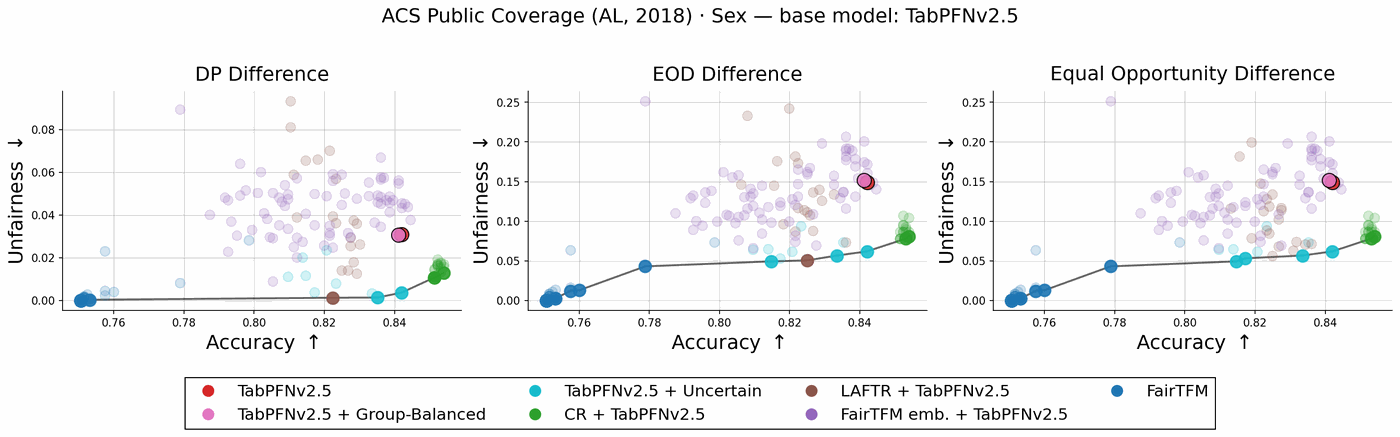 ACS Public Coverage (AL, 2018) · Sex — base model: TabPFNv2.5
DP Difference
EOD Difference
Equal Opportunity Difference
Unfairness ↓
0.08
0.06
0.04
0.02
0.00
0.76
0.78
0.80
0.82
0.84
Accuracy ↑
Unfairness ↓
0.25
0.20
0.15
0.10
0.05
0.00
0.76
0.78
0.80
0.82
0.84
Accuracy ↑
Unfairness ↓
0.25
0.20
0.15
0.10
0.05
0.00
0.76
0.78
0.80
0.82
0.84
Accuracy ↑
TabPFNv2.5
TabPFNv2.5 + Group-Balanced
TabPFNv2.5 + Uncertain
CR + TabPFNv2.5
LAFTR + TabPFNv2.5
FairTFM emb. + TabPFNv2.5
FairTFM